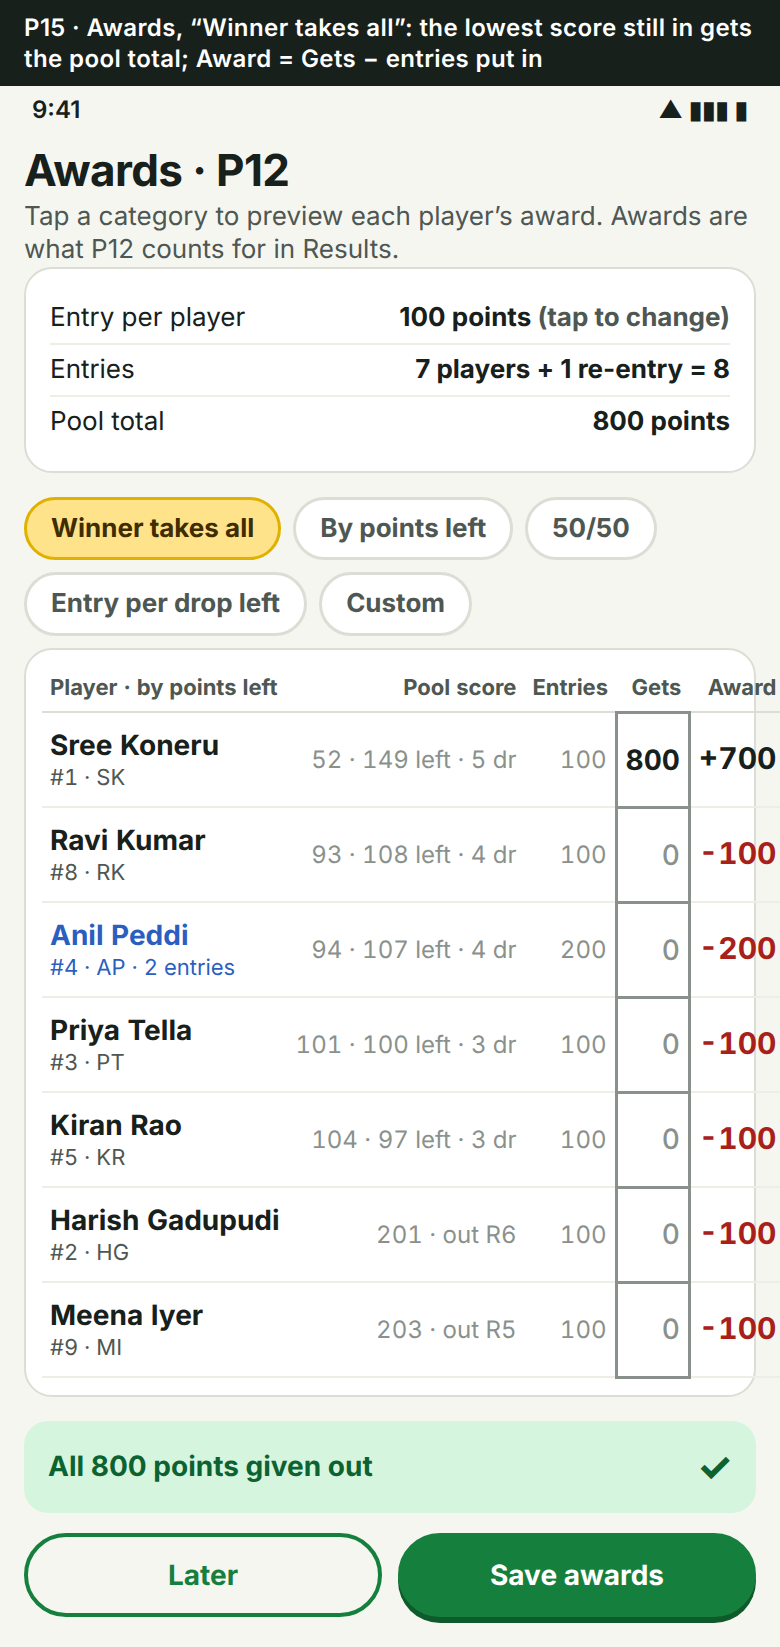 P15 · Awards, “Winner takes all”: the lowest score still in gets
the pool total; Award = Gets − entries put in
9:41
Awards · P12
Tap a category to preview each player’s award. Awards are
what P12 counts for in Results.
Entry per player 100 points (tap to change)
Entries 7 players + 1 re-entry = 8
Pool total 800 points
Winner takes all By points left 50/50
Entry per drop left Custom
Player · by points left Pool score Entries Gets Award
Sree Koneru 52 · 149 left · 5 dr 100 800 +700
#1 · SK
Ravi Kumar 93 · 108 left · 4 dr 100 0 -100
#8 · RK
Anil Peddi 94 · 107 left · 4 dr 200 0 -200
#4 · AP · 2 entries
Priya Tella 101 · 100 left · 3 dr 100 0 -100
#3 · PT
Kiran Rao 104 · 97 left · 3 dr 100 0 -100
#5 · KR
Harish Gadupudi 201 · out R6 100 0 -100
#2 · HG
Meena Iyer 203 · out R5 100 0 -100
#9 · MI
All 800 points given out ✓
Later Save awards